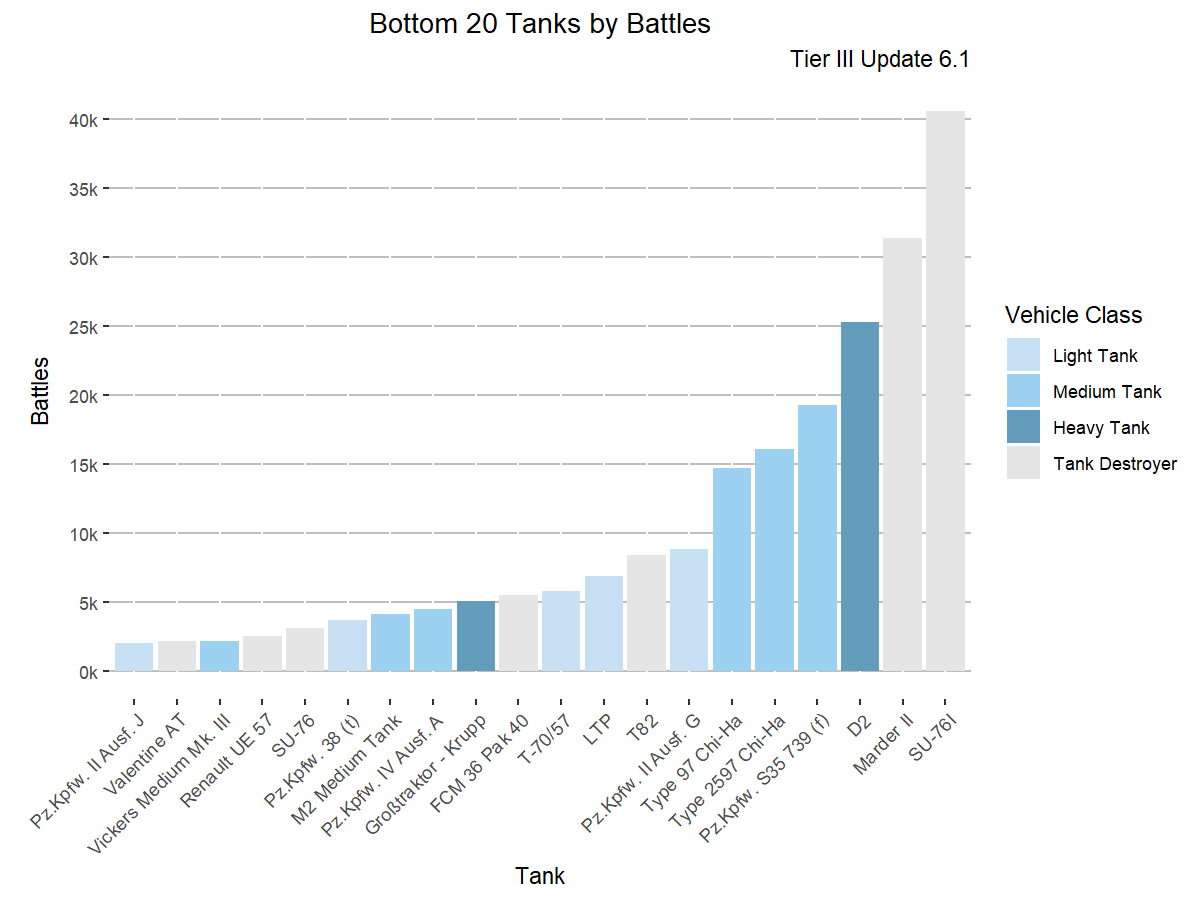 Bottom 20 Tanks by Battles
Tier III Update 6.1
40k
35k
30k
25k
20k
15k
10k
5k
0k
Battles
Pz.Kpfw. II Ausf. J
Valentine AT
Vickers Medium Mk. III
Renault UE 57
SU-76
Pz.Kpfw. 38 (t)
M2 Medium Tank
Pz.Kpfw. IV Ausf. A
Großtraktor - Krupp
FCM 36 Pak 40
T-70/57
LTP
T82
Pz.Kpfw. II Ausf. G
Type 97 Chi-Ha
Type 2597 Chi-Ha
Pz.Kpfw. S35 739 (f)
D2
Marder II
SU-76I
Tank
Vehicle Class
Light Tank
Medium Tank
Heavy Tank
Tank Destroyer